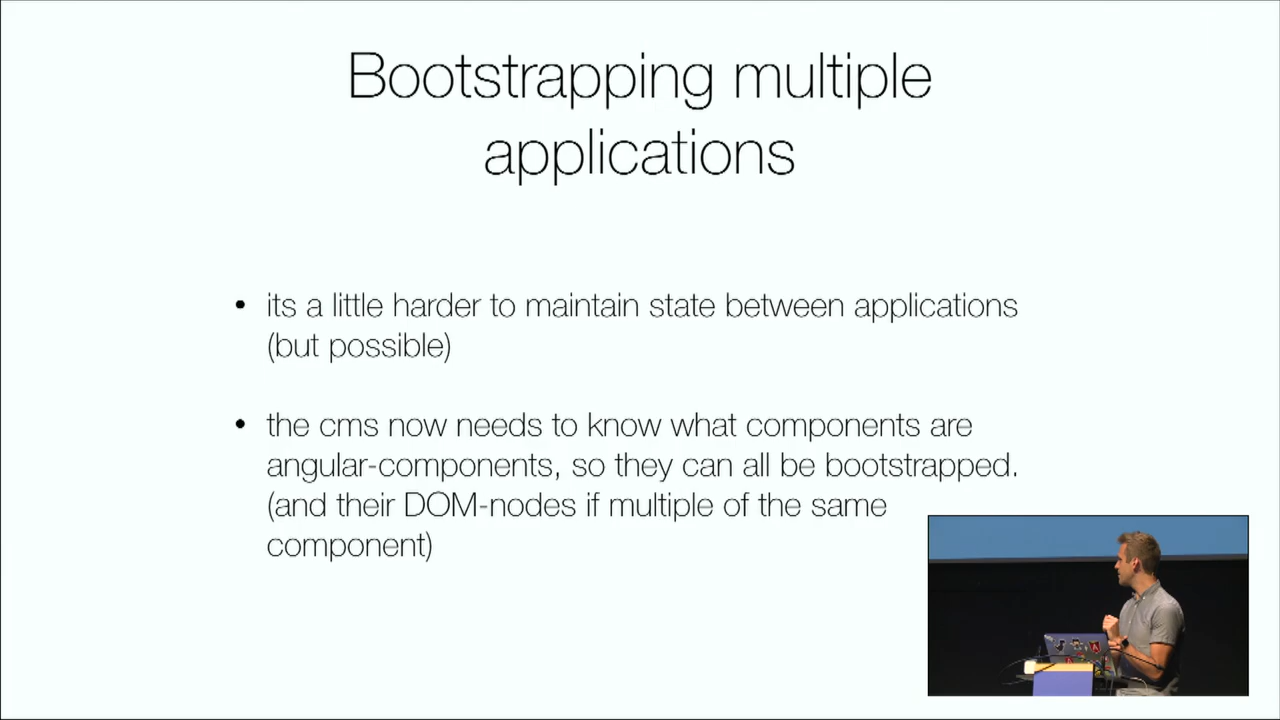 Bootstrapping multiple
applications
• its a little harder to maintain state between applications
(but possible)
• the cms now needs to know what components are
angular-components, so they can all be bootstrapped.
(and their DOM-nodes if multiple of the same
component)